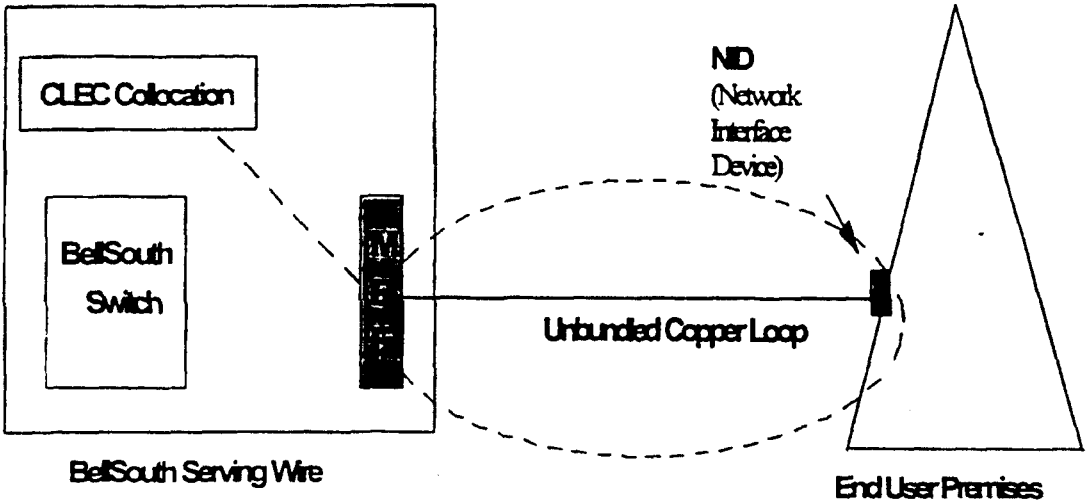 CLEC Collocation
BellSouth
Switch
NID
(Network
Interface
Device)
Unbundled Copper Loop
BellSouth Serving Wire
End User Premises